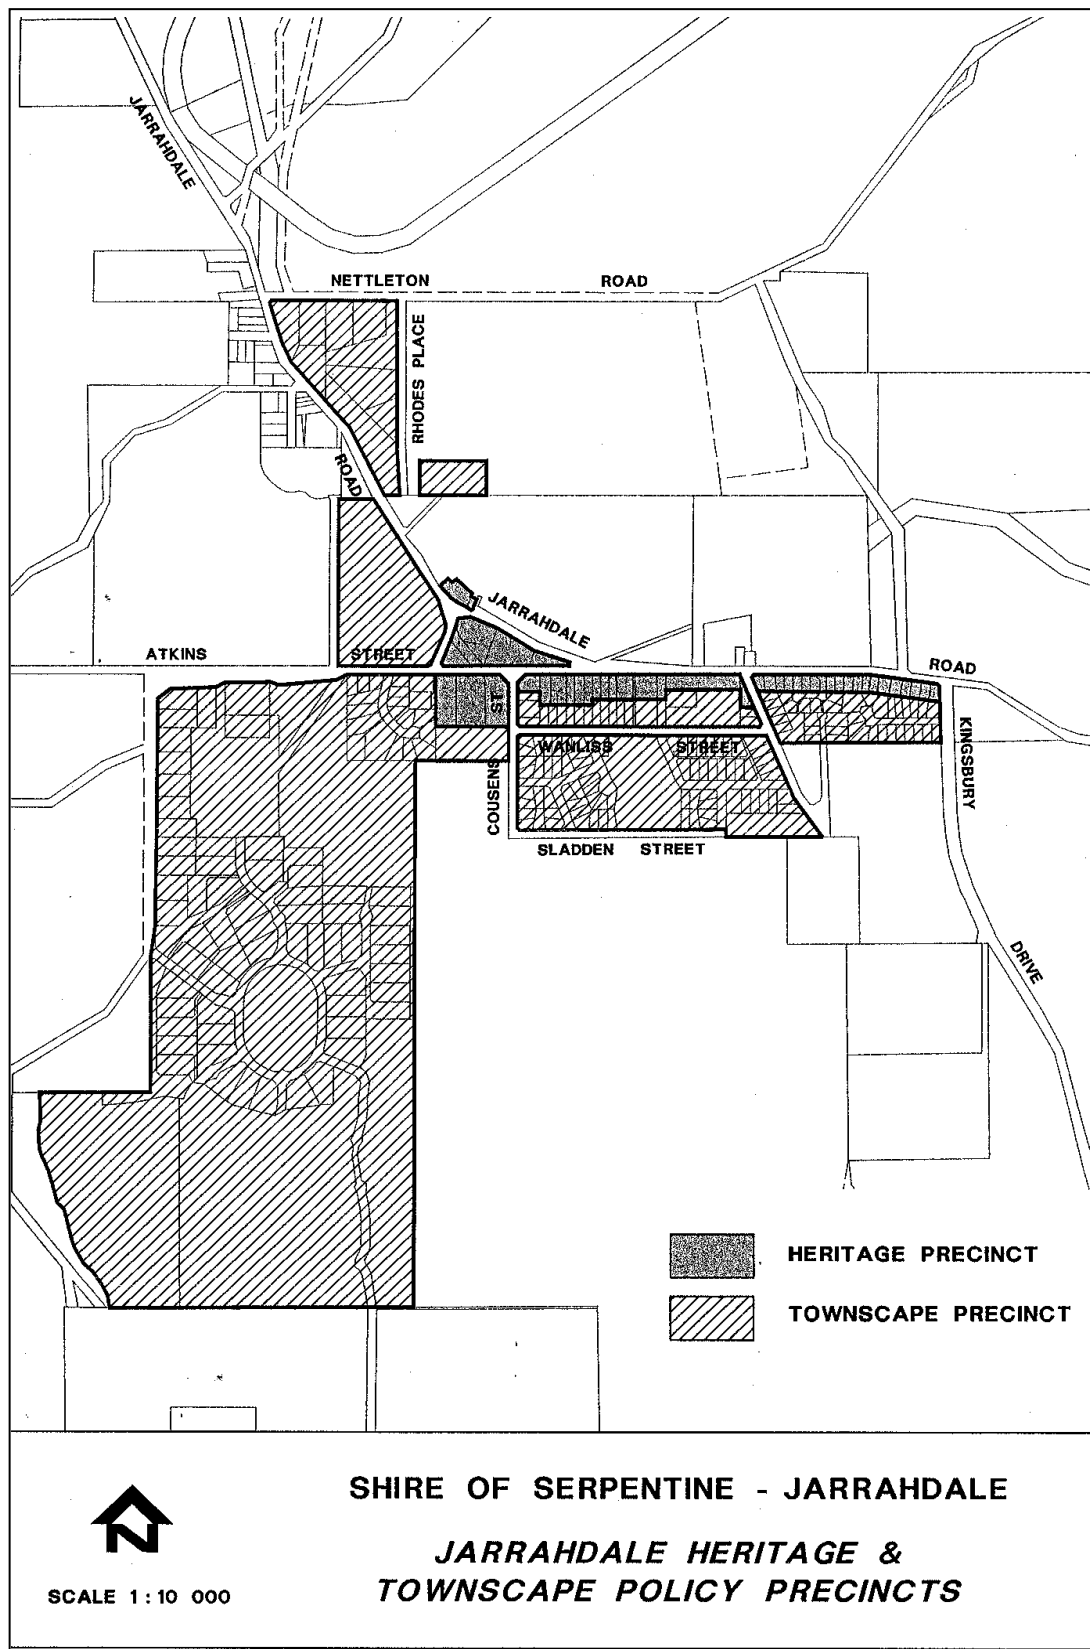 JARRAHDALE
NETTLETON ROAD
RHODES PLACE
ROAD
JARRAHDALE
ATKINS STREET
ROAD
COUSENS ST
WANLISS STREET
KINGSBURY
SLADDEN STREET
DRIVE
HERITAGE PRECINCT
TOWNSCAPE PRECINCT
N
SCALE 1 : 10 000
SHIRE OF SERPENTINE - JARRAHDALE
JARRAHDALE HERITAGE &
TOWNSCAPE POLICY PRECINCTS